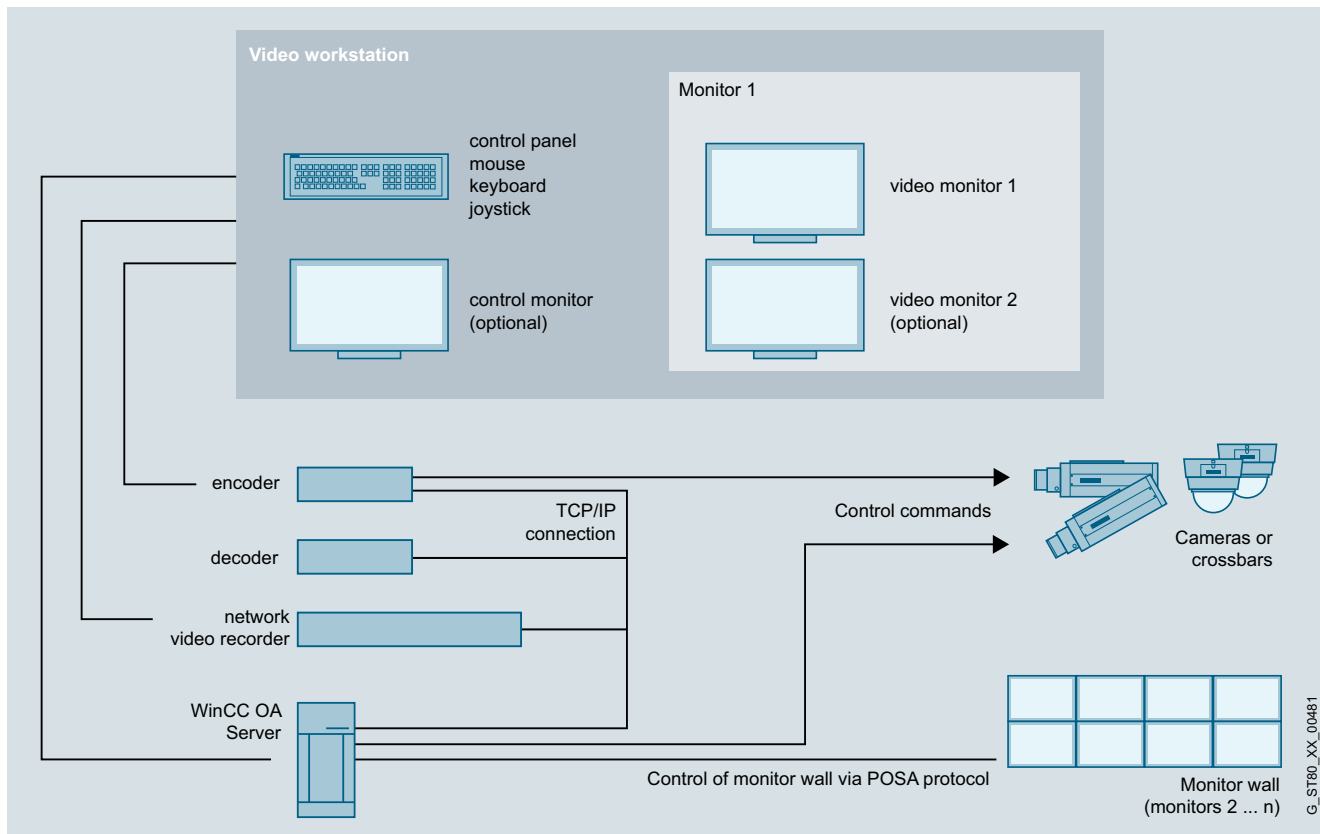 Video workstation
Monitor 1
control panel
mouse
keyboard
joystick
video monitor 1
control monitor
(optional)
video monitor 2
(optional)
encoder
TCP/IP
connection
Control commands
decoder
Cameras or
crossbars
network
video recorder
WinCC OA
Server
Control of monitor wall via POSA protocol
Monitor wall
(monitors 2 ... n)
G_ST80_XX_00481